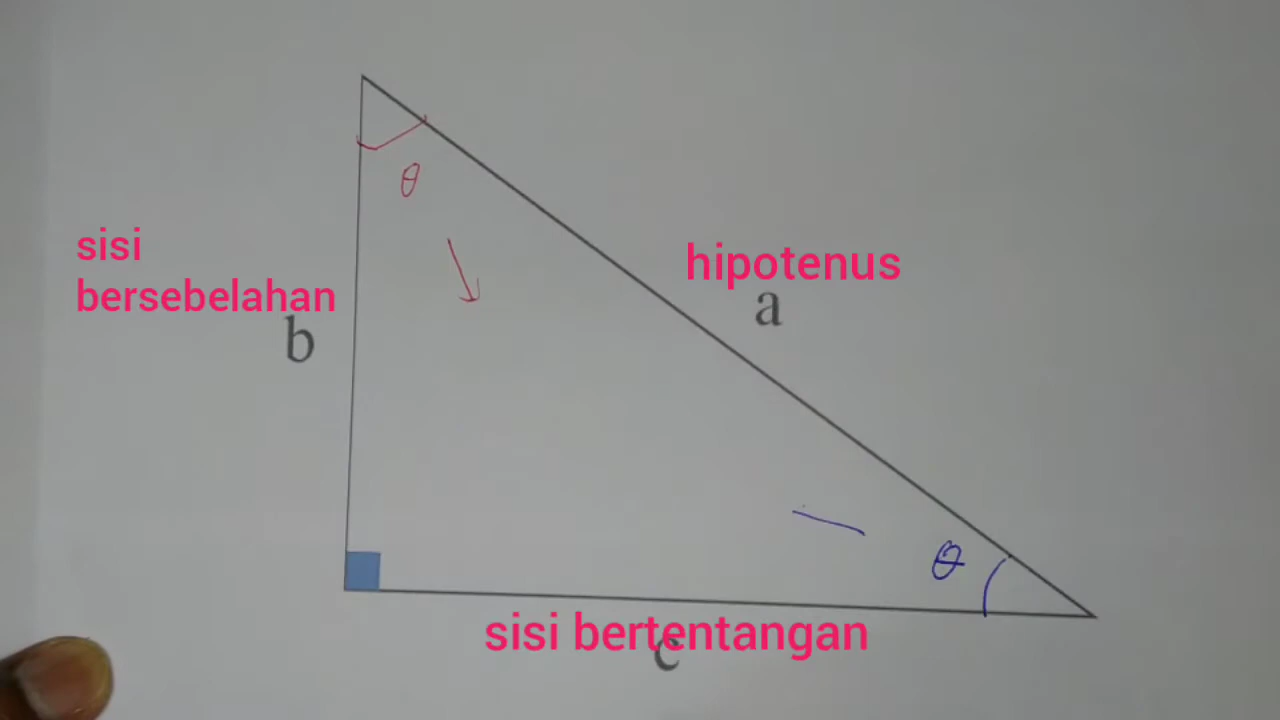 θ
sisi
bersebelahan
hipotenus
a
b
θ
sisi bertentangan
c